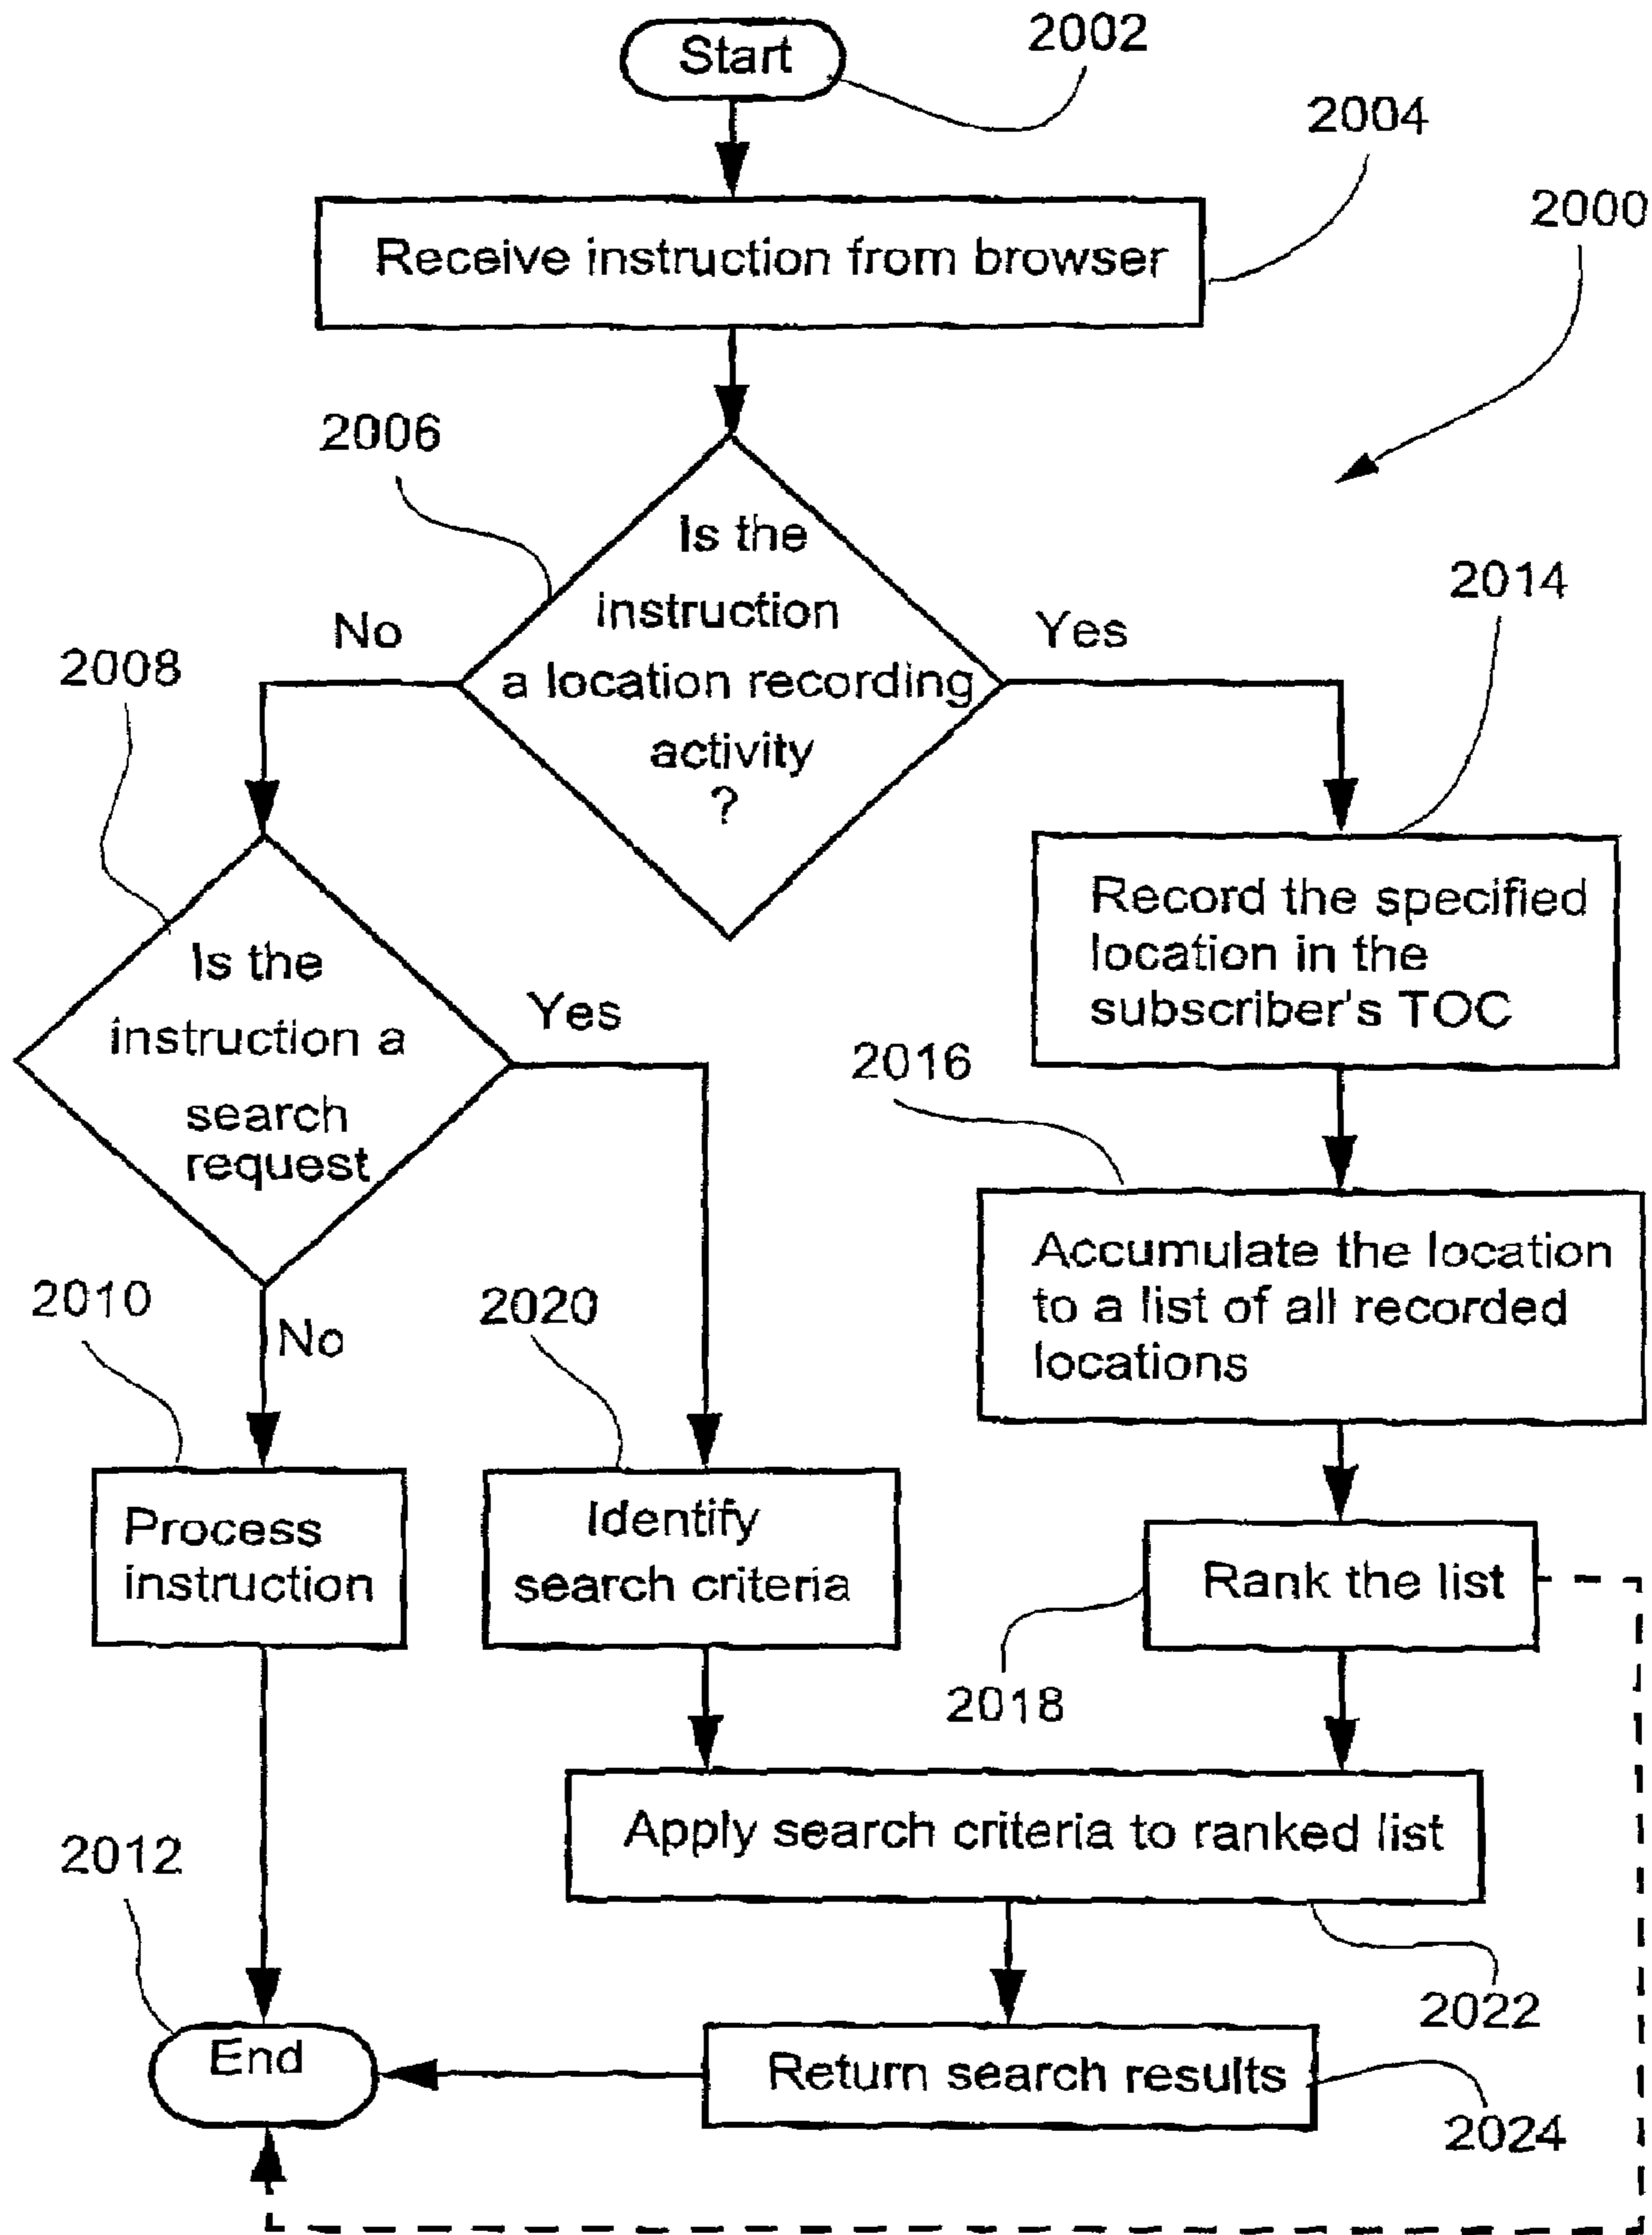 Start
2002
2004
2000
Receive instruction from browser
2006
Is the
instruction
a location recording
activity
?
No
Yes
2008
2014
Is the
instruction a
search
request
Yes
No
Record the specified
location in the
subscriber's TOC
2016
Accumulate the location
to a list of all recorded
locations
2010
2020
Process
instruction
Identify
search criteria
Rank the list
2018
Apply search criteria to ranked list
2012
2022
End
Return search results
2024